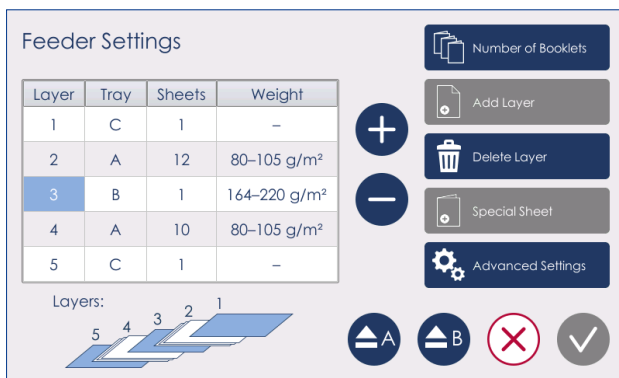 Feeder Settings
Layer Tray Sheets Weight
1 C 1 –
2 A 12 80–105 g/m²
3 B 1 164–220 g/m²
4 A 10 80–105 g/m²
5 C 1 –
Layers:
5 4 3 2 1
Number of Booklets
Add Layer
Delete Layer
Special Sheet
Advanced Settings
A
B